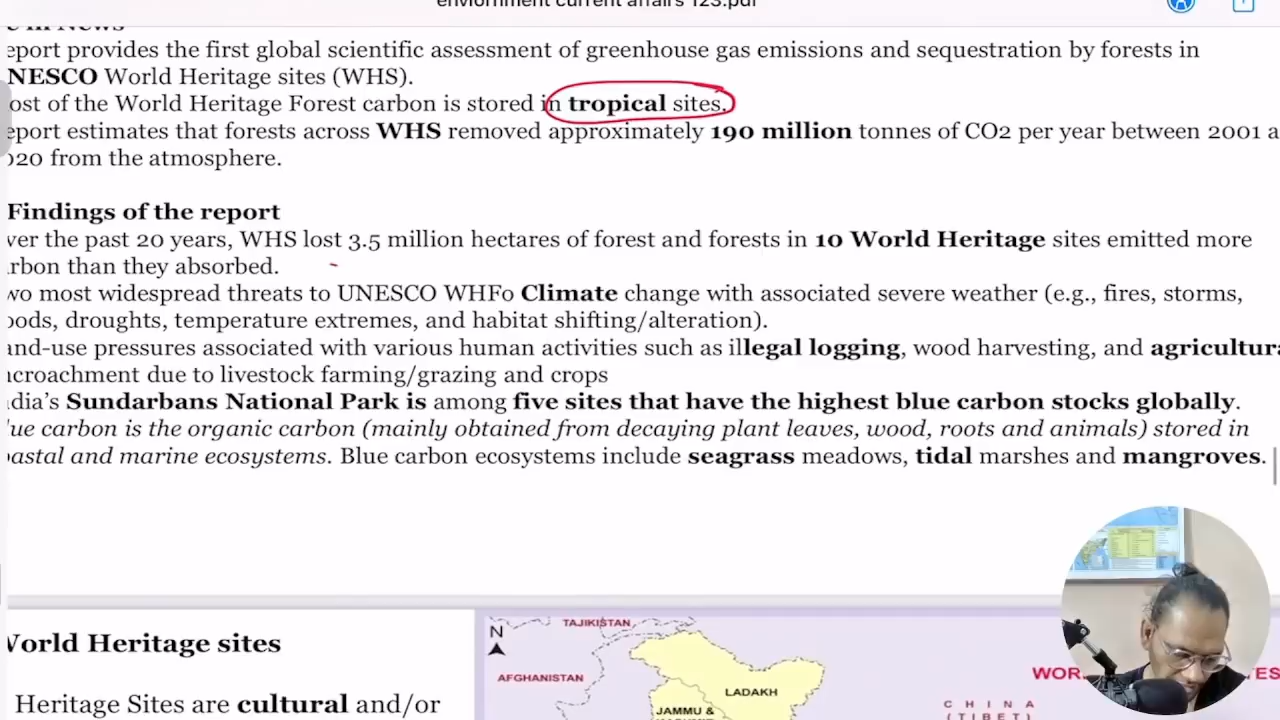 enviornment current affairs 123.pdf
e in News
eport provides the first global scientific assessment of greenhouse gas emissions and sequestration by forests in
NESCO World Heritage sites (WHS).
ost of the World Heritage Forest carbon is stored in tropical sites.
eport estimates that forests across WHS removed approximately 190 million tonnes of CO2 per year between 2001 a
020 from the atmosphere.
Findings of the report
ver the past 20 years, WHS lost 3.5 million hectares of forest and forests in 10 World Heritage sites emitted more
rbon than they absorbed.
wo most widespread threats to UNESCO WHFo Climate change with associated severe weather (e.g., fires, storms,
oods, droughts, temperature extremes, and habitat shifting/alteration).
and-use pressures associated with various human activities such as illegal logging, wood harvesting, and agricultura
ncroachment due to livestock farming/grazing and crops
ndia's Sundarbans National Park is among five sites that have the highest blue carbon stocks globally.
lue carbon is the organic carbon (mainly obtained from decaying plant leaves, wood, roots and animals) stored in
oastal and marine ecosystems. Blue carbon ecosystems include seagrass meadows, tidal marshes and mangroves.
World Heritage sites
Heritage Sites are cultural and/or
N
TAJIKISTAN
AFGHANISTAN
LADAKH
JAMMU &
WOR
ES
CHINA
(TIBET)